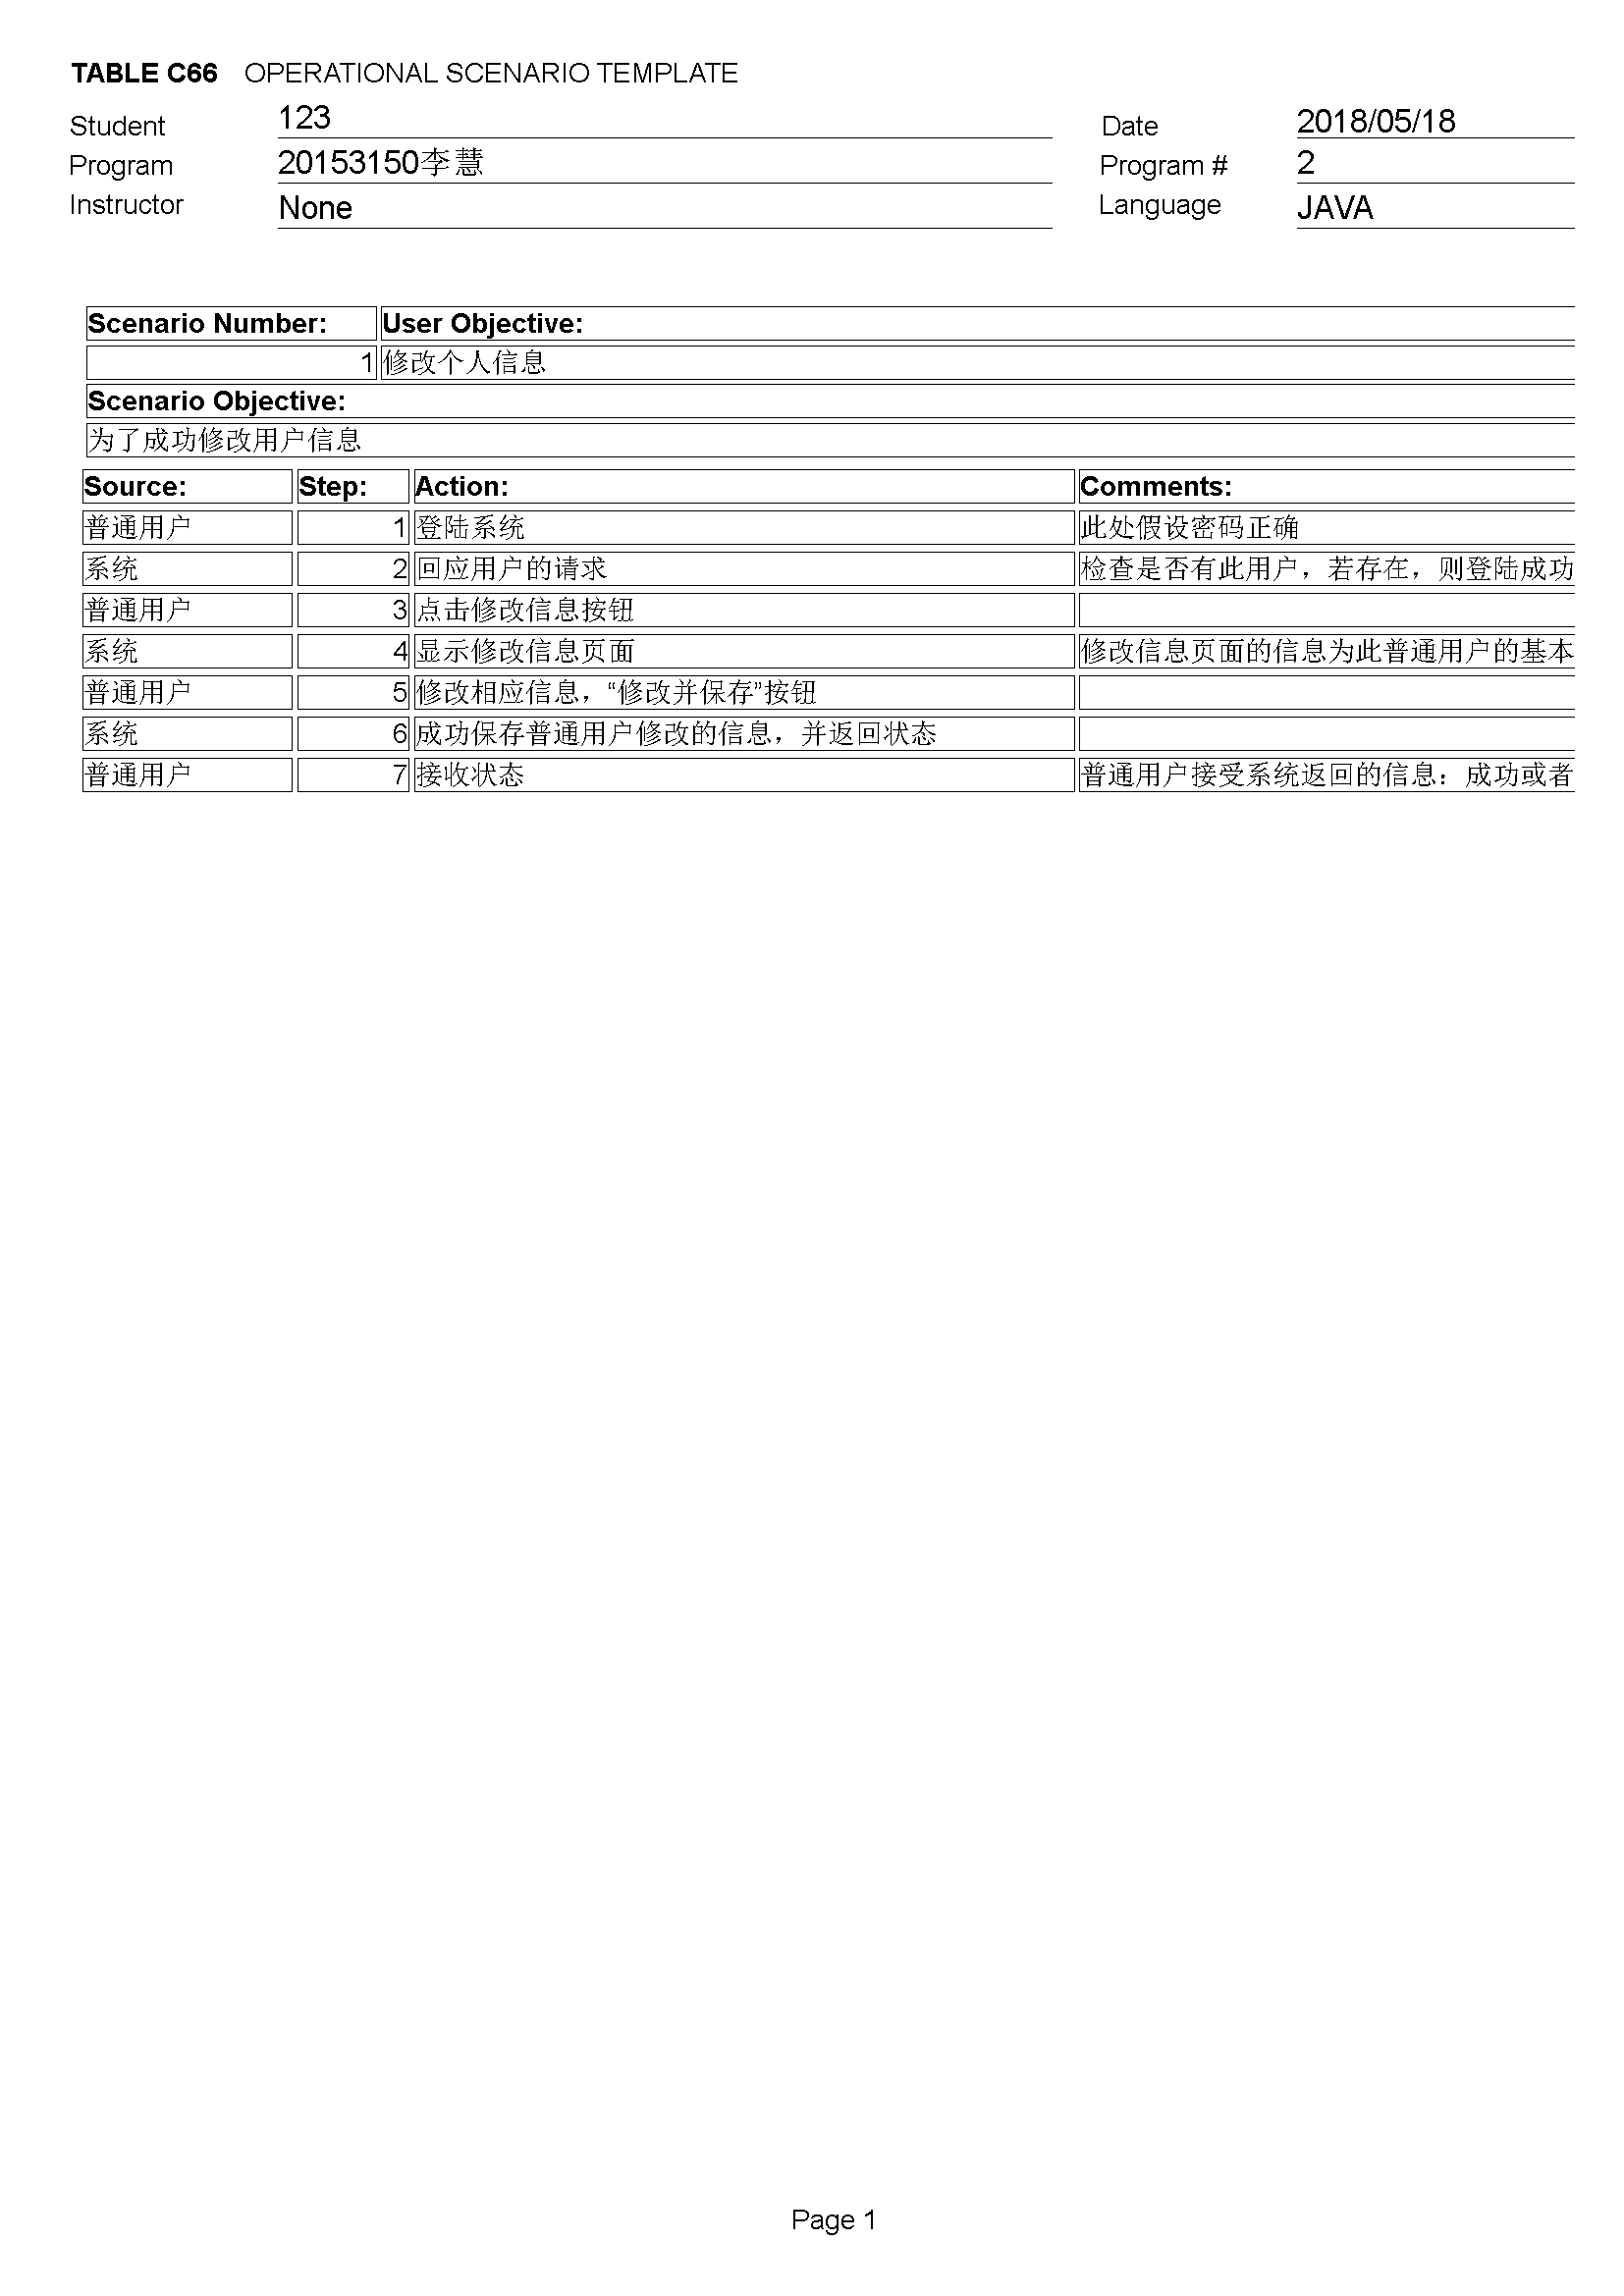 TABLE C66 OPERATIONAL SCENARIO TEMPLATE
Student 123 Date 2018/05/18
Program 20153150李慧 Program # 2
Instructor None Language JAVA
Scenario Number: User Objective:
1 修改个人信息
Scenario Objective:
为了成功修改用户信息
Source: Step: Action: Comments:
普通用户 1 登陆系统 此处假设密码正确
系统 2 回应用户的请求 检查是否有此用户，若存在，则登陆成功
普通用户 3 点击修改信息按钮
系统 4 显示修改信息页面 修改信息页面的信息为此普通用户的基本
普通用户 5 修改相应信息，“修改并保存”按钮
系统 6 成功保存普通用户修改的信息，并返回状态
普通用户 7 接收状态 普通用户接受系统返回的信息：成功或者
Page 1